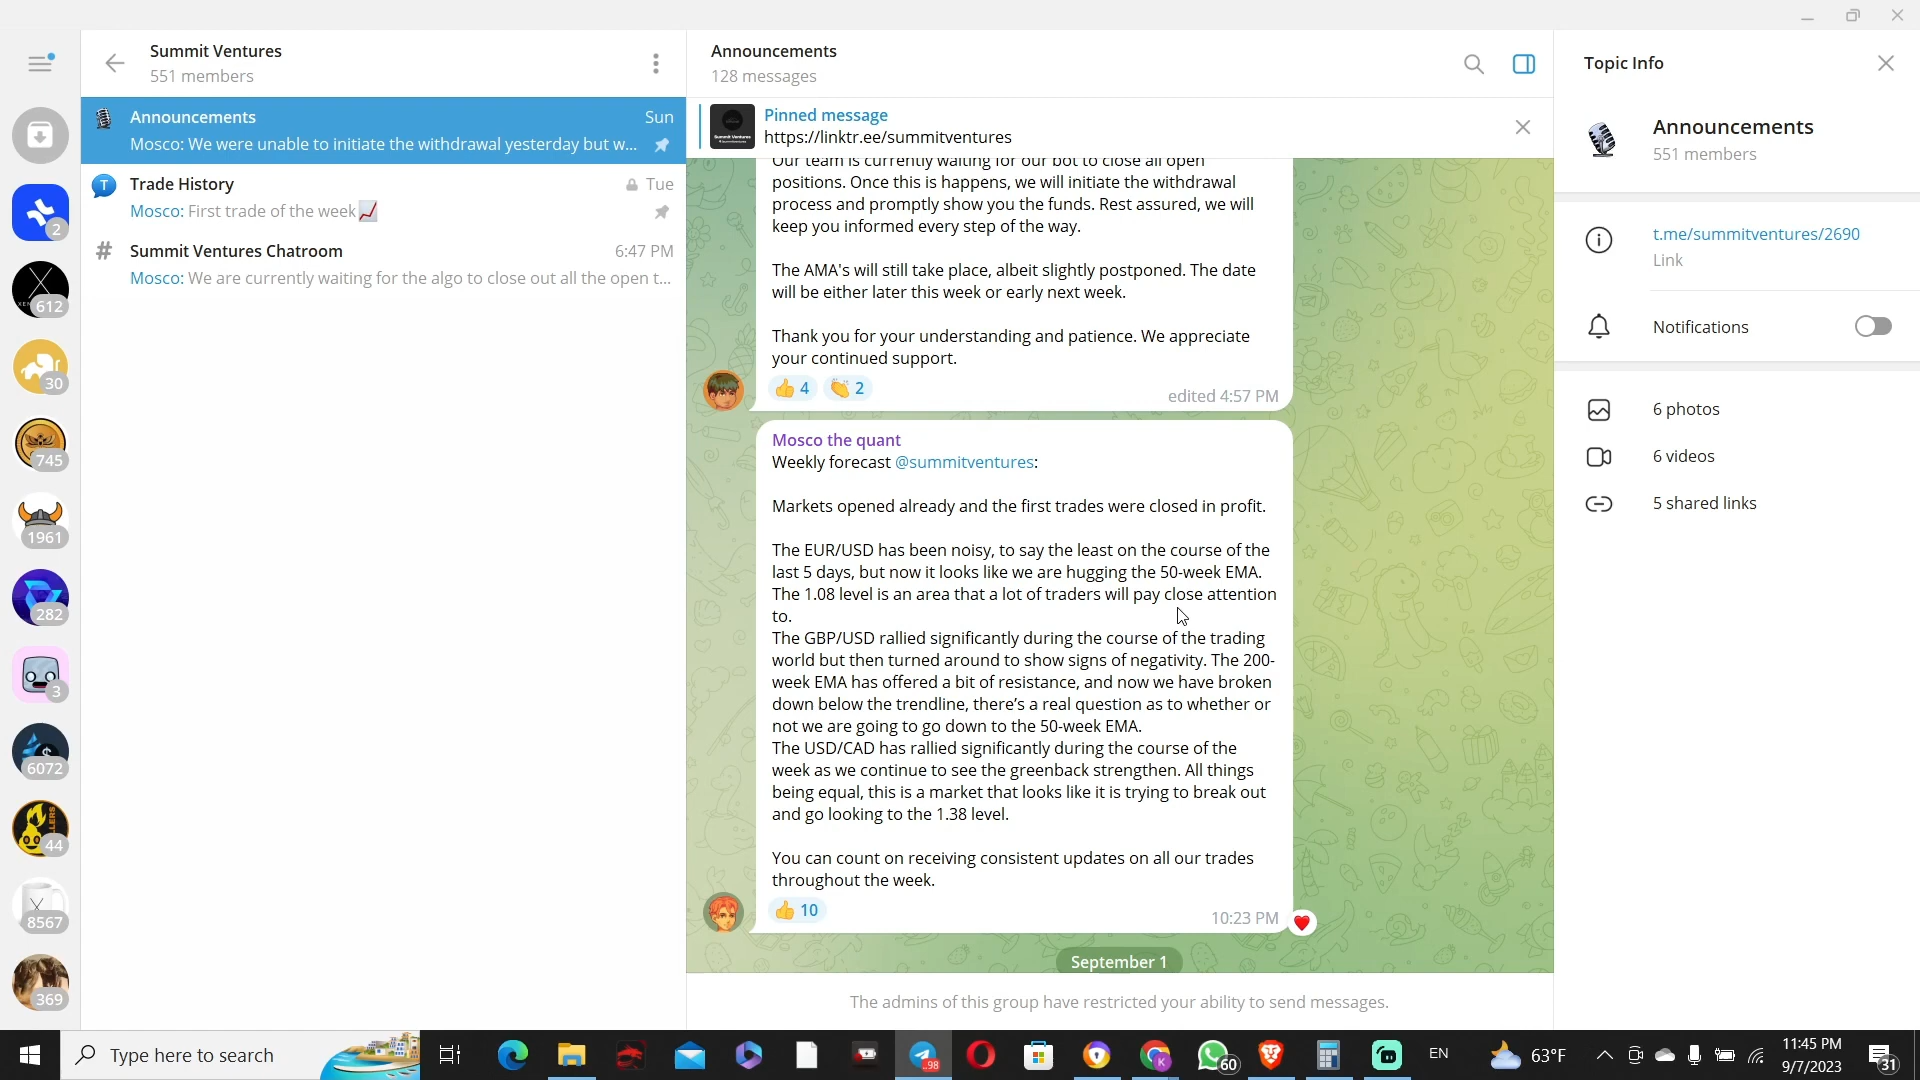 Summit Ventures
551 members
Announcements
Sun
Mosco: We were unable to initiate the withdrawal yesterday but w...
T
Trade History
Tue
Mosco: First trade of the week📈
# Summit Ventures Chatroom
6:47 PM
Mosco: We are currently waiting for the algo to close out all the open t...
2
612
30
745
1961
282
3
6072
44
8567
369
Announcements
128 messages
Pinned message
https://linktr.ee/summitventures
Our team is currently waiting for our bot to close all open
positions. Once this is happens, we will initiate the withdrawal
process and promptly show you the funds. Rest assured, we will
keep you informed every step of the way.
The AMA's will still take place, albeit slightly postponed. The date
will be either later this week or early next week.
Thank you for your understanding and patience. We appreciate
your continued support.
👍 4 👏 2
edited 4:57 PM
Mosco the quant
Weekly forecast @summitventures:
Markets opened already and the first trades were closed in profit.
The EUR/USD has been noisy, to say the least on the course of the
last 5 days, but now it looks like we are hugging the 50-week EMA.
The 1.08 level is an area that a lot of traders will pay close attention
to.
The GBP/USD rallied significantly during the course of the trading
world but then turned around to show signs of negativity. The 200-
week EMA has offered a bit of resistance, and now we have broken
down below the trendline, there's a real question as to whether or
not we are going to go down to the 50-week EMA.
The USD/CAD has rallied significantly during the course of the
week as we continue to see the greenback strengthen. All things
being equal, this is a market that looks like it is trying to break out
and go looking to the 1.38 level.
You can count on receiving consistent updates on all our trades
throughout the week.
👍 10
10:23 PM
September 1
The admins of this group have restricted your ability to send messages.
Topic Info
Announcements
551 members
t.me/summitventures/2690
Link
Notifications
6 photos
6 videos
5 shared links
Type here to search
60
EN
63°F
11:45 PM
9/7/2023
31